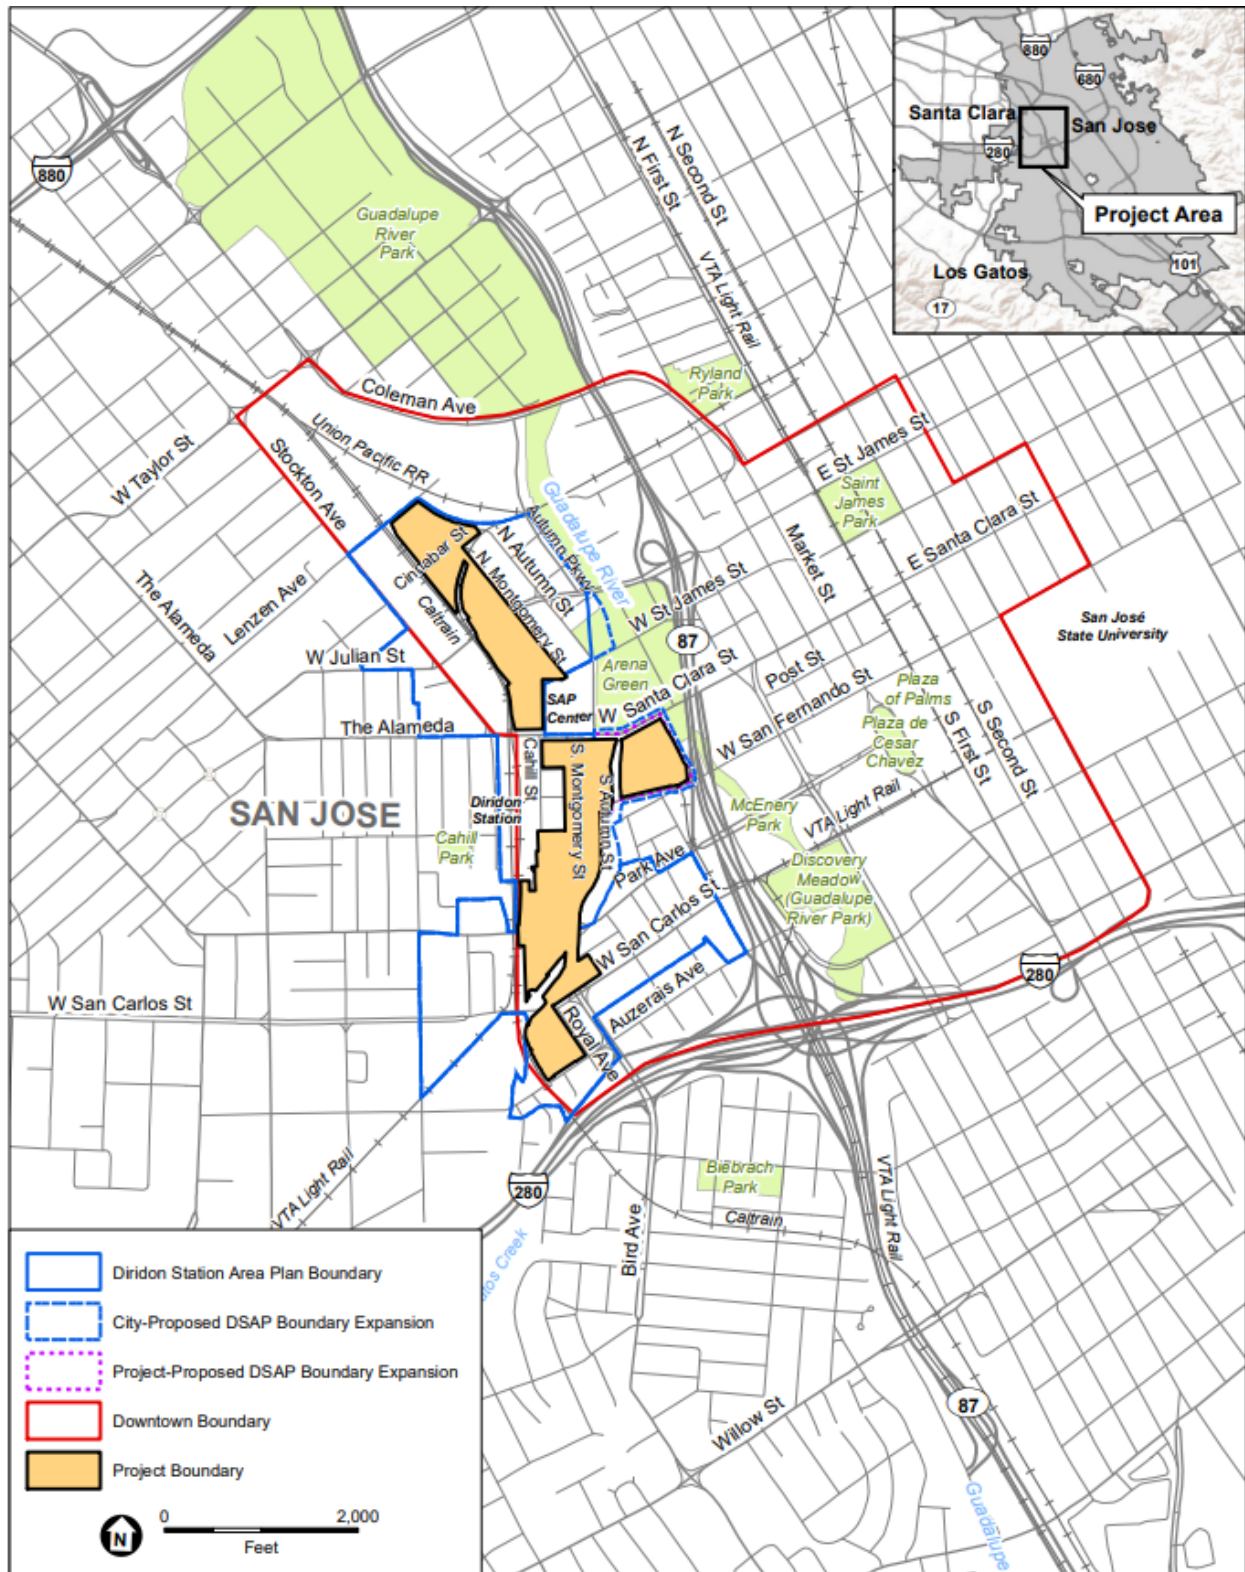 880
680
Santa Clara
San Jose
280
Project Area
Los Gatos
101
17
880
N Second St
N First St
Guadalupe
River
Park
VTA Light Rail
Ryland
Park
Coleman Ave
Union Pacific RR
W Taylor St
Stockton Ave
E St James St
Saint
James
Park
E Santa Clara St
Guadalupe River
Autumn Pkwy
N Autumn St
Cinnabar St
N. Montgomery St
Market St
The Alameda
Lenzen Ave
Caltrain
W St James St
87
San José
State University
W Julian St
Arena
Green
Post St
SAP
Center
W Santa Clara St
W San Fernando St
Plaza
of Palms
Plaza de
Cesar
Chavez
The Alameda
S First St
S Second St
Cahill St
S. Montgomery St
S Autumn St
Diridon
Station
SAN JOSE
Cahill
Park
McEnery
Park
VTA Light Rail
Park Ave
Discovery
Meadow
(Guadalupe
River Park)
W San Carlos St
280
W San Carlos St
Auzerais Ave
Royal Ave
VTA Light Rail
280
Biebrach
Park
Caltrain
VTA Light Rail
Bird Ave
Creek
Willow St
87
Guadalupe
Diridon Station Area Plan Boundary
City-Proposed DSAP Boundary Expansion
Project-Proposed DSAP Boundary Expansion
Downtown Boundary
Project Boundary
N
0 2,000
Feet